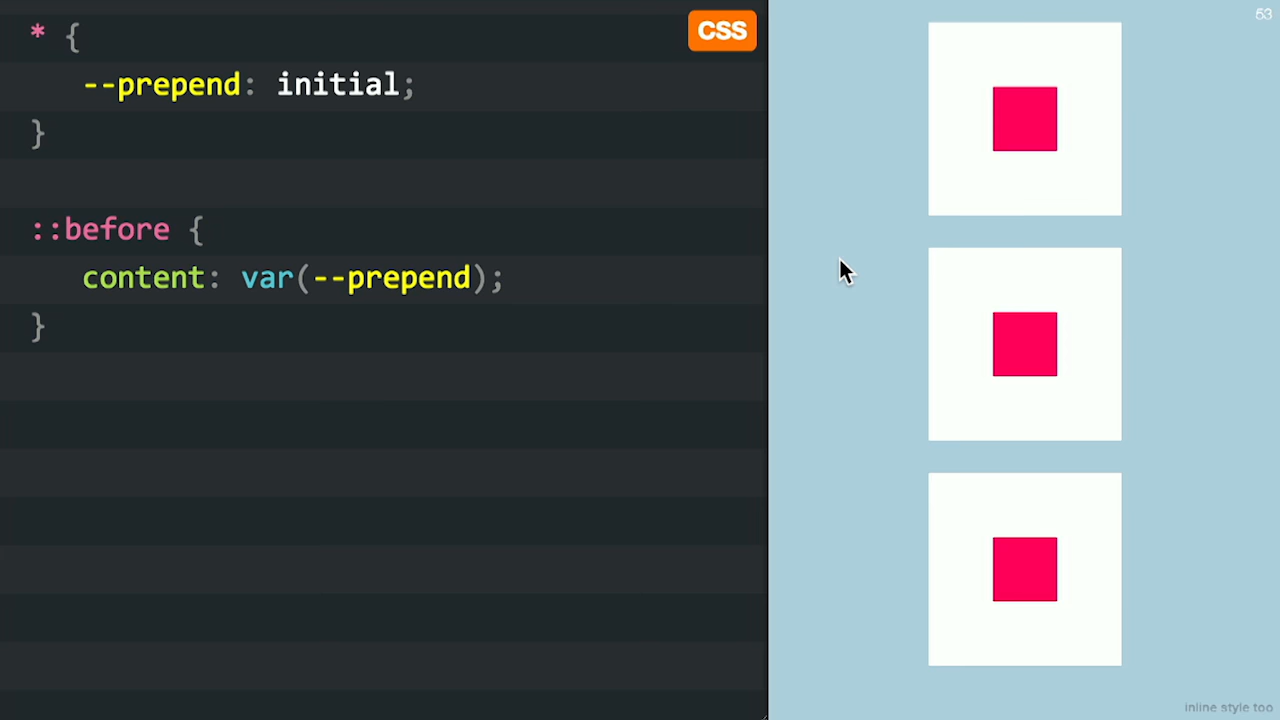 * {
--prepend: initial;
}
::before {
content: var(--prepend);
}
CSS
53
inline style too